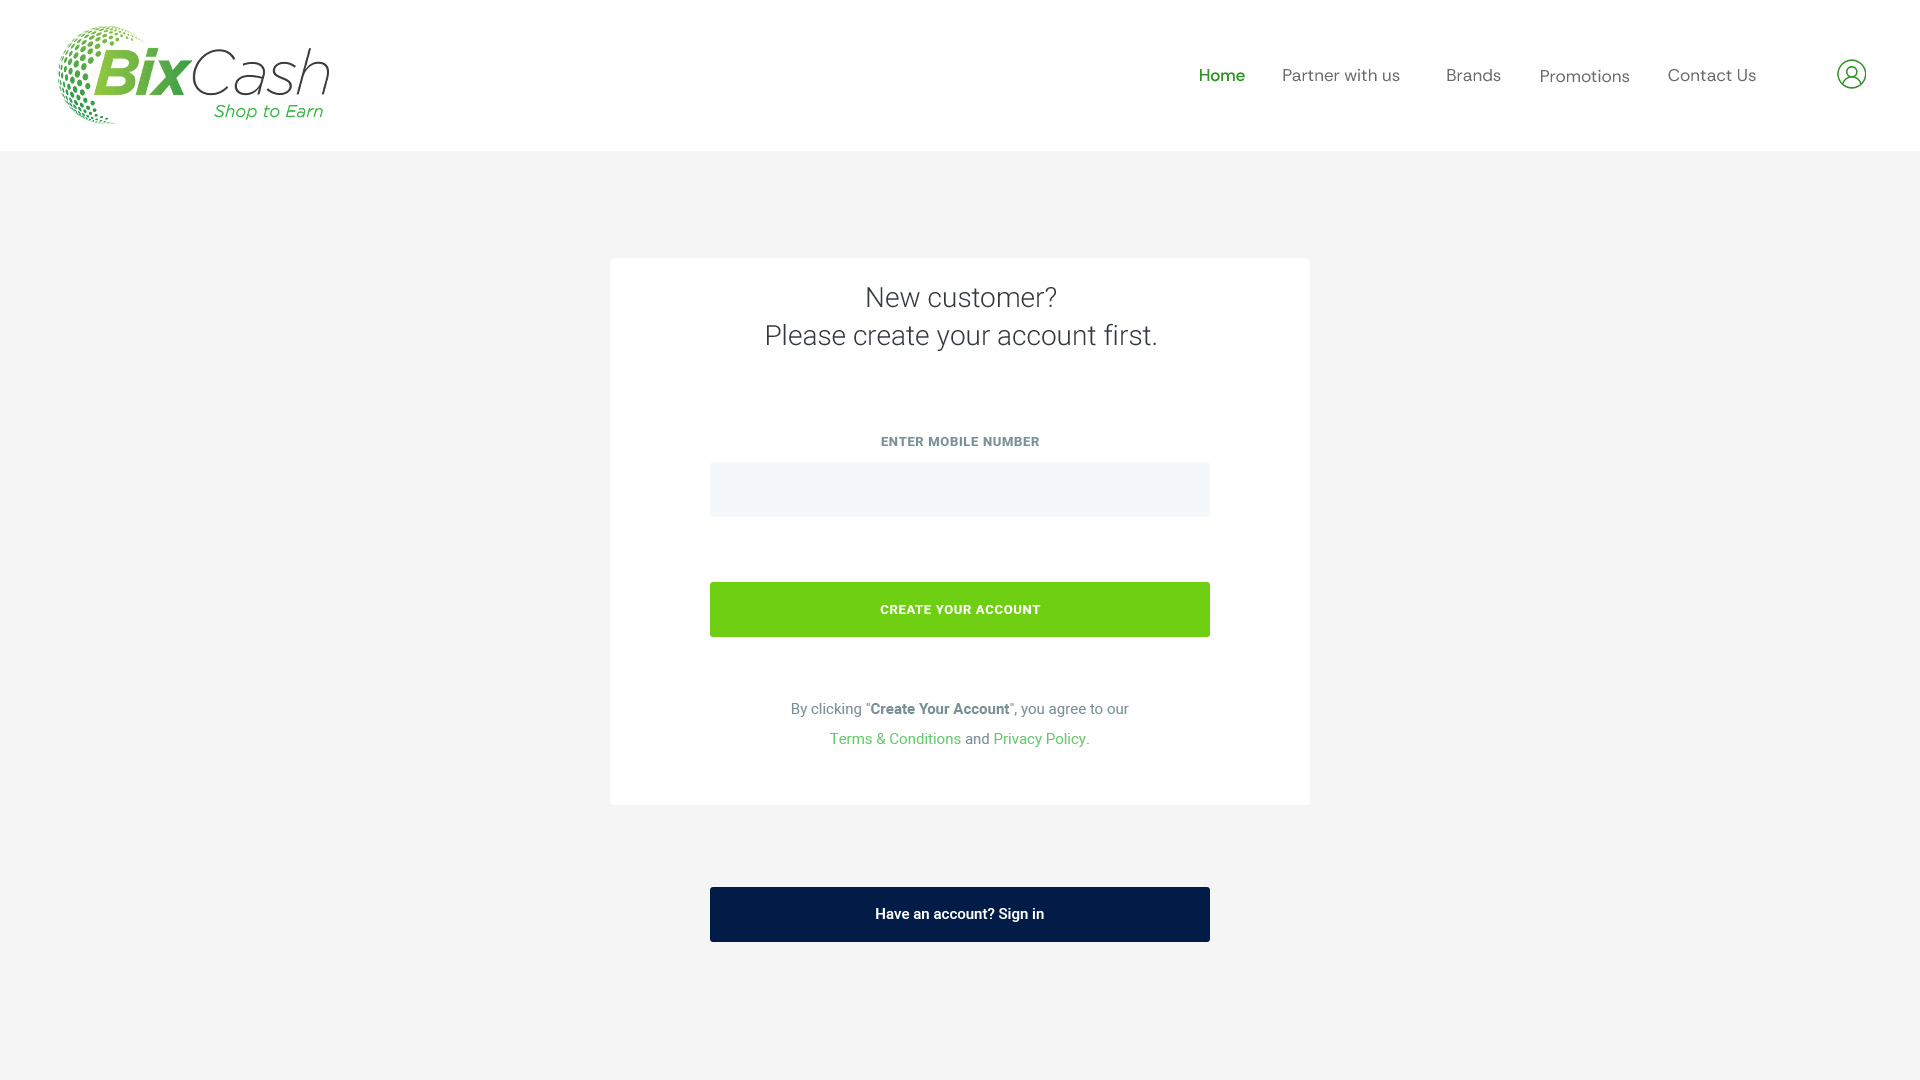 BixCash
Shop to Earn
Home Partner with us Brands Promotions Contact Us
New customer?
Please create your account first.
ENTER MOBILE NUMBER
CREATE YOUR ACCOUNT
By clicking "Create Your Account", you agree to our
Terms & Conditions and Privacy Policy.
Have an account? Sign in